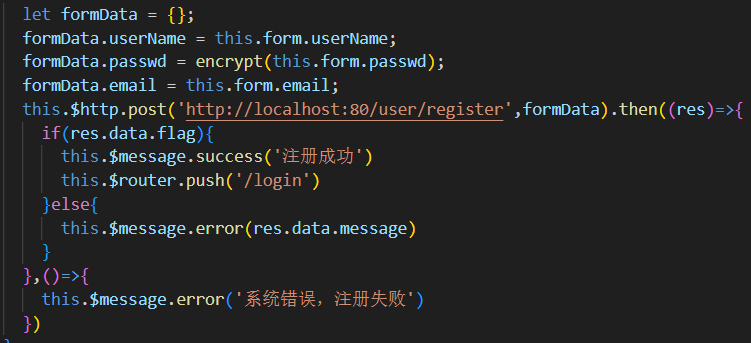 let formData = {};
formData.userName = this.form.userName;
formData.passwd = encrypt(this.form.passwd);
formData.email = this.form.email;
this.$http.post('http://localhost:80/user/register',formData).then((res)=>{
if(res.data.flag){
this.$message.success('注册成功')
this.$router.push('/login')
}else{
this.$message.error(res.data.message)
}
},()=>{
this.$message.error('系统错误，注册失败')
})